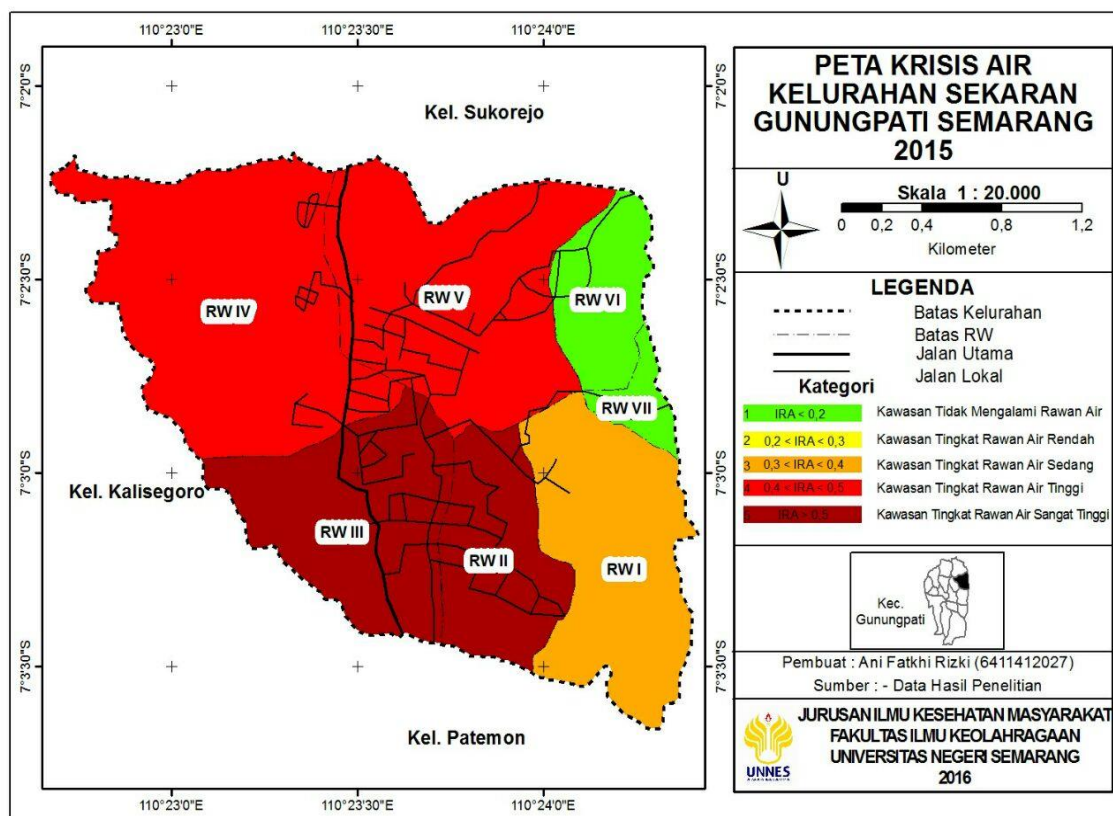 110°23'0"E 110°23'30"E 110°24'0"E
7°2'0"S 7°2'0"S
7°2'30"S 7°2'30"S
7°3'0"S 7°3'0"S
7°3'30"S 7°3'30"S
110°23'0"E 110°23'30"E 110°24'0"E
Kel. Sukorejo
RW IV
RW V
RW VI
RW VII
Kel. Kalisegoro
RW III
RW II
RW I
Kel. Patemon
PETA KRISIS AIR
KELURAHAN SEKARAN
GUNUNGPATI SEMARANG
2015
U
Skala 1 : 20.000
0 0,2 0,4 0,8 1,2
Kilometer
LEGENDA
Batas Kelurahan
Batas RW
Jalan Utama
Jalan Lokal
Kategori
1 IRA < 0,2 Kawasan Tidak Mengalami Rawan Air
2 0,2 < IRA < 0,3 Kawasan Tingkat Rawan Air Rendah
3 0,3 < IRA < 0,4 Kawasan Tingkat Rawan Air Sedang
4 0,4 < IRA < 0,5 Kawasan Tingkat Rawan Air Tinggi
5 IRA > 0,5 Kawasan Tingkat Rawan Air Sangat Tinggi
Kec.
Gunungpati
Pembuat : Ani Fatkhi Rizki (6411412027)
Sumber : - Data Hasil Penelitian
UNNES
JURUSAN ILMU KESEHATAN MASYARAKAT
FAKULTAS ILMU KEOLAHRAGAAN
UNIVERSITAS NEGERI SEMARANG
2016